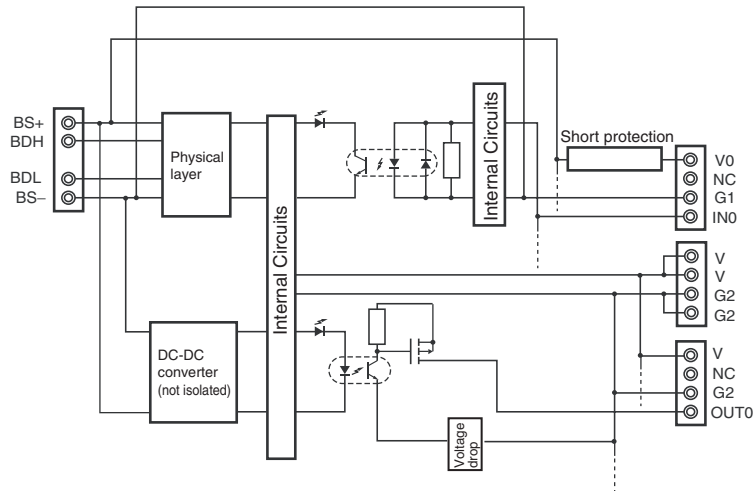 BS+
BDH
BDL
BS–
Physical
layer
Internal Circuits
Internal Circuits
Short protection
V0
NC
G1
IN0
V
V
G2
G2
DC-DC
converter
(not isolated)
Voltage
drop
V
NC
G2
OUT0